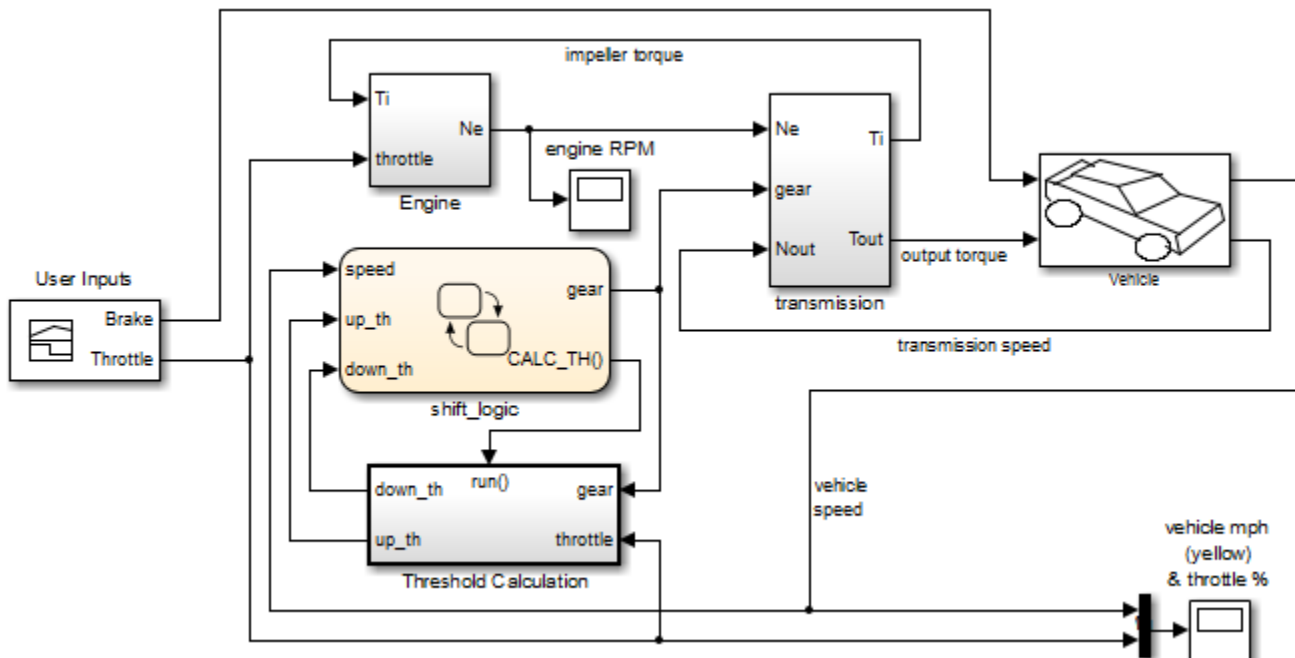 impeller torque
Ti
Ne
throttle
Engine
engine RPM
Ne
Ti
gear
Nout
Tout
transmission
output torque
Vehicle
transmission speed
User Inputs
Brake
Throttle
speed
gear
up_th
down_th
CALC_TH()
shift_logic
run()
down_th
gear
up_th
throttle
Threshold Calculation
vehicle
speed
vehicle mph
(yellow)
& throttle %